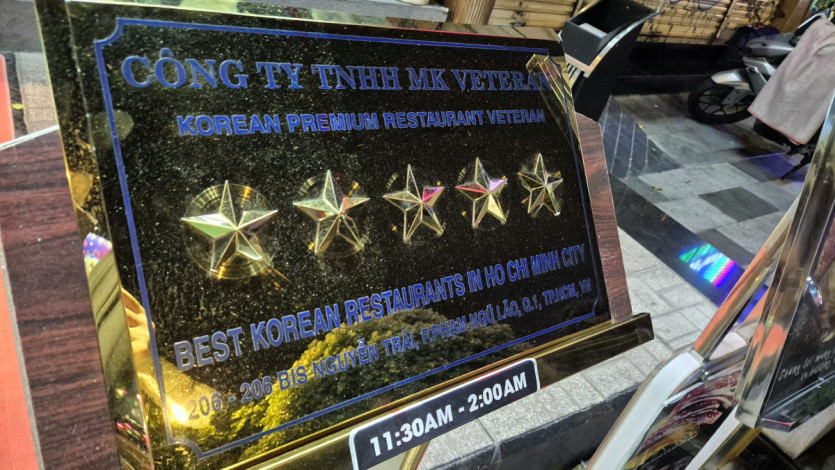 CÔNG TY TNHH MK VETERAN
KOREAN PREMIUM RESTAURANT VETERAN
BEST KOREAN RESTAURANTS IN HO CHI MINH CITY
206 - 206 BIS NGUYỄN TRÃI, P.PHẠM NGŨ LÃO, Q.1, TP.HCM, VN
11:30AM - 2:00AM